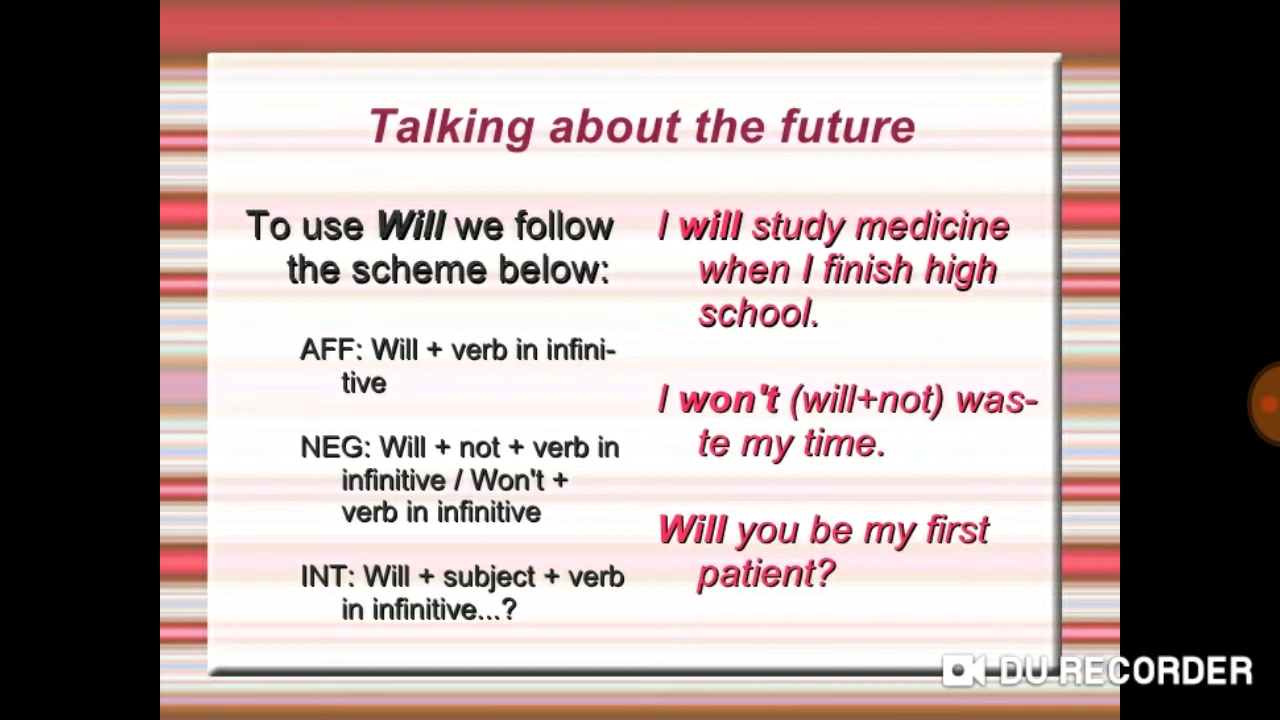 Talking about the future
To use Will we follow
the scheme below:
AFF: Will + verb in infini-
tive
NEG: Will + not + verb in
infinitive / Won't +
verb in infinitive
INT: Will + subject + verb
in infinitive...?
I will study medicine
when I finish high
school.
I won't (will+not) was-
te my time.
Will you be my first
patient?
DU RECORDER